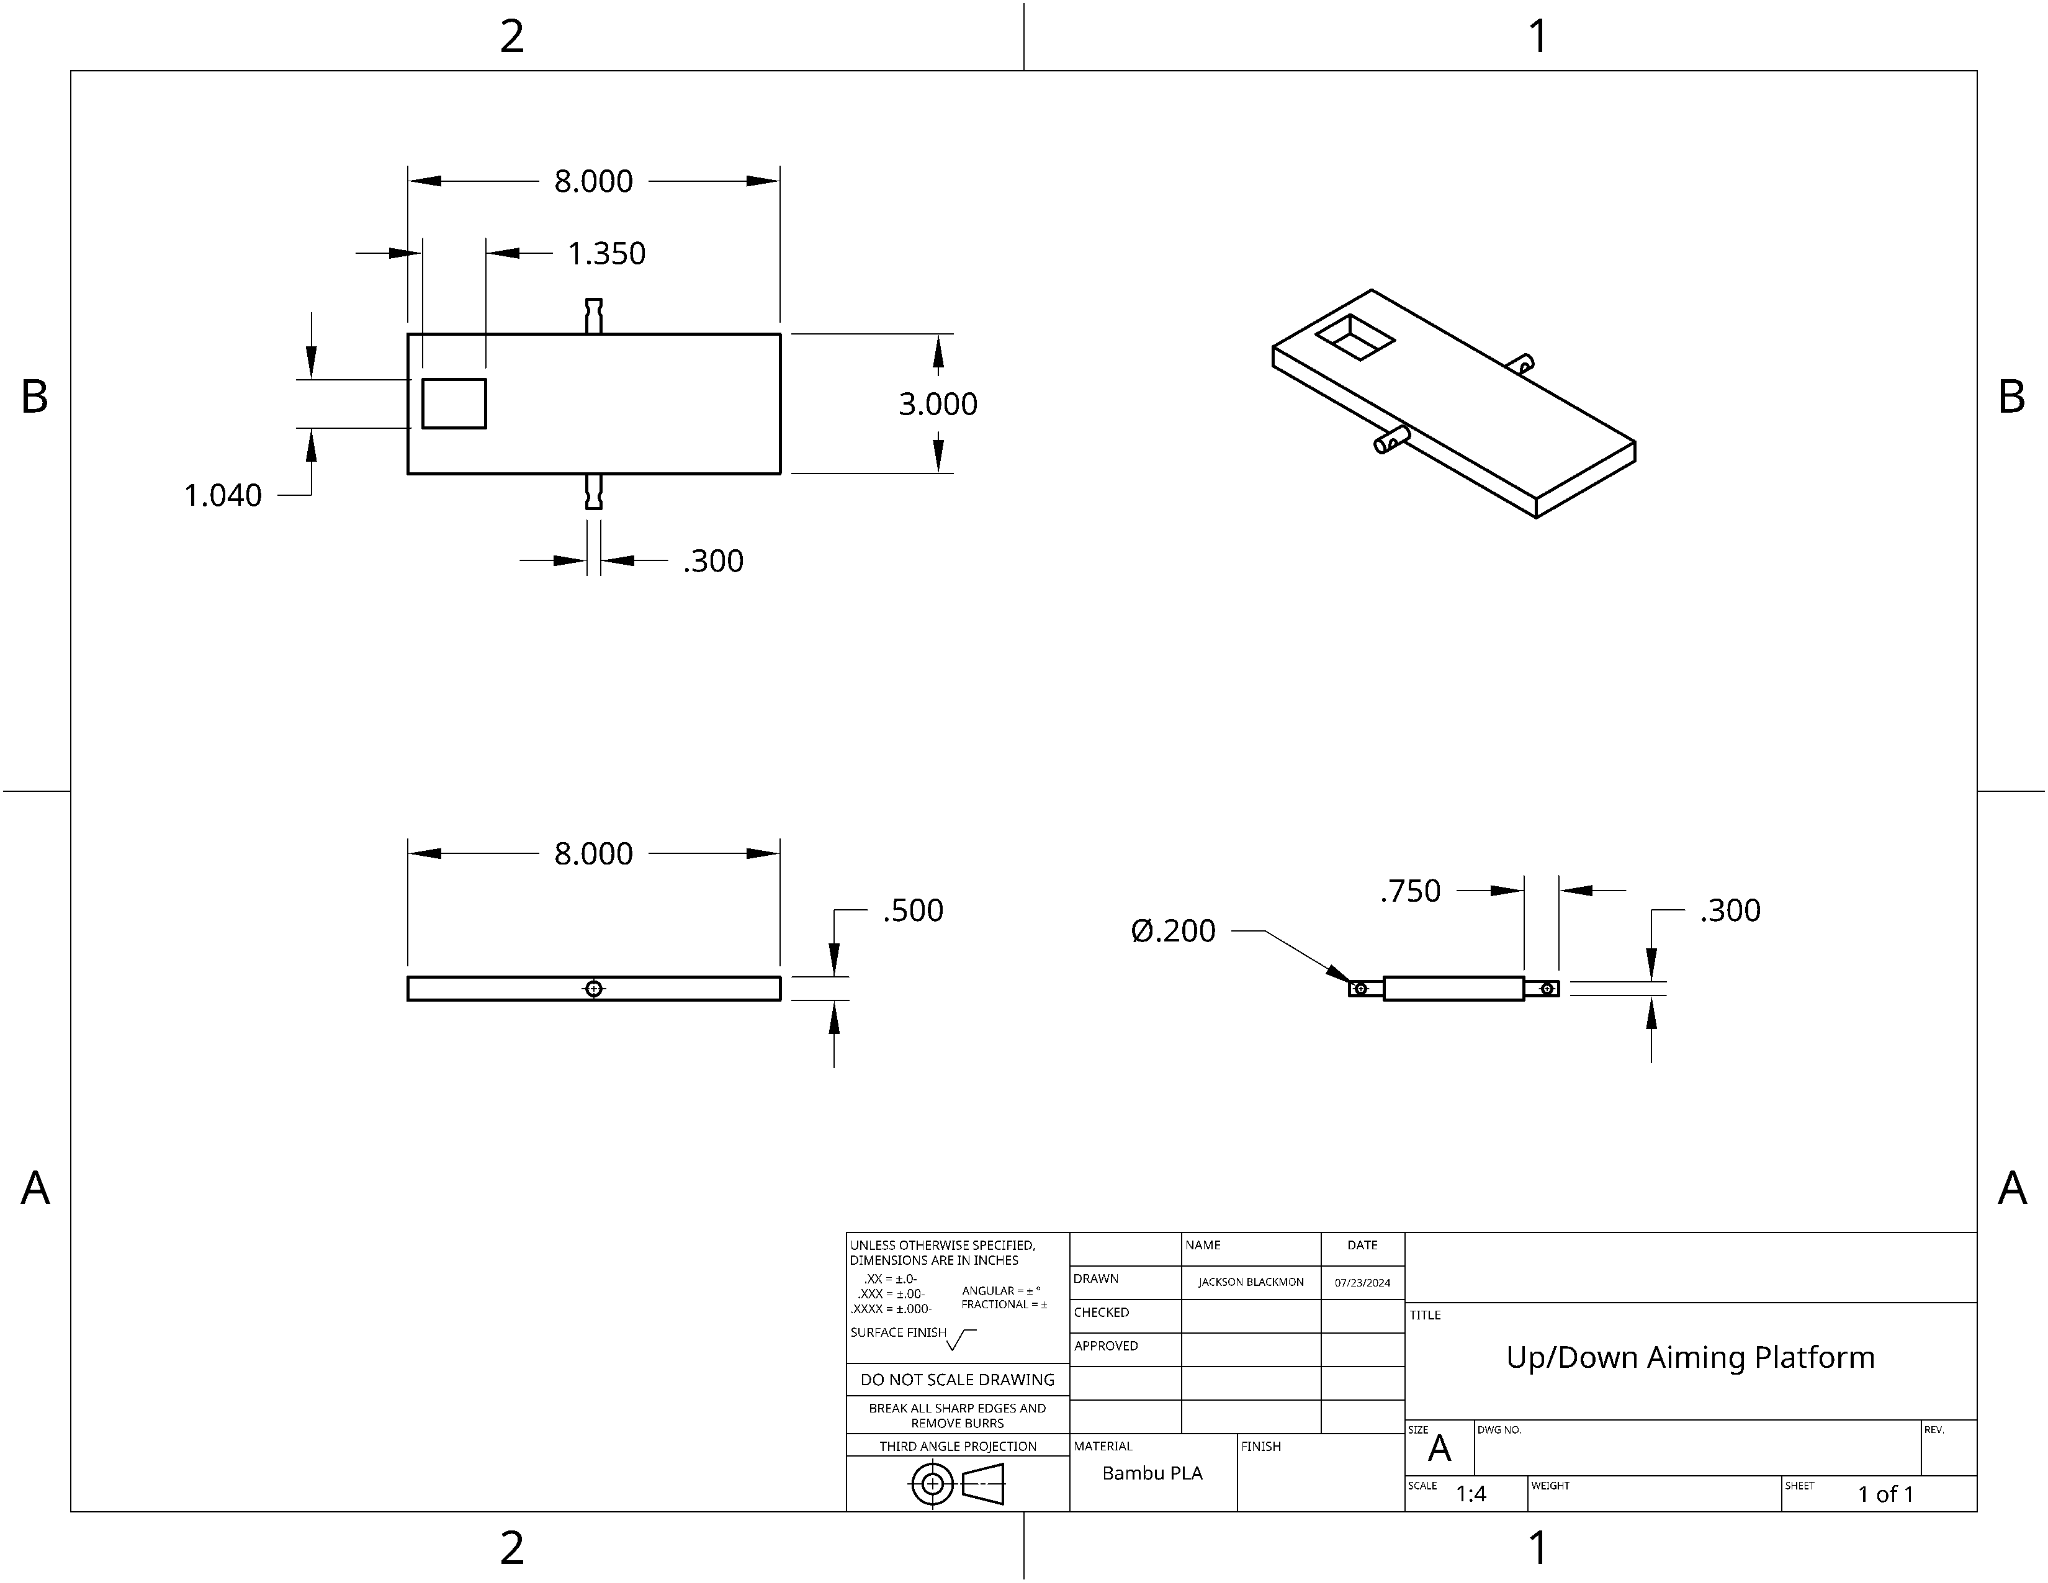 2
1
B
B
8.000
1.350
3.000
1.040
.300
8.000
.500
.750
.300
Ø.200
A
A
UNLESS OTHERWISE SPECIFIED,
DIMENSIONS ARE IN INCHES
.XX = ±.0-
.XXX = ±.00-
.XXXX = ±.000-
ANGULAR = ± °
FRACTIONAL = ±
SURFACE FINISH
DO NOT SCALE DRAWING
BREAK ALL SHARP EDGES AND
REMOVE BURRS
THIRD ANGLE PROJECTION
NAME
DATE
DRAWN
JACKSON BLACKMON
07/23/2024
CHECKED
APPROVED
MATERIAL
Bambu PLA
FINISH
TITLE
Up/Down Aiming Platform
SIZE
A
DWG NO.
REV.
SCALE
1:4
WEIGHT
SHEET
1 of 1
2
1